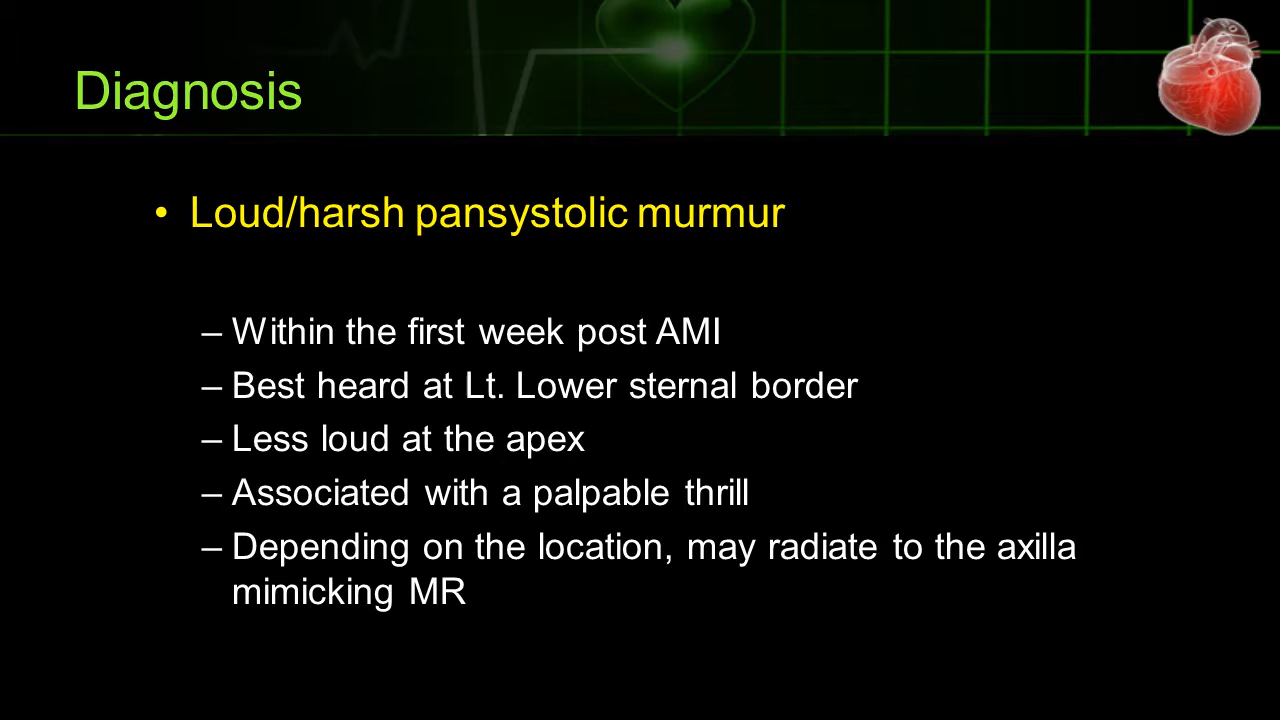 Diagnosis
• Loud/harsh pansystolic murmur
– Within the first week post AMI
– Best heard at Lt. Lower sternal border
– Less loud at the apex
– Associated with a palpable thrill
– Depending on the location, may radiate to the axilla
mimicking MR